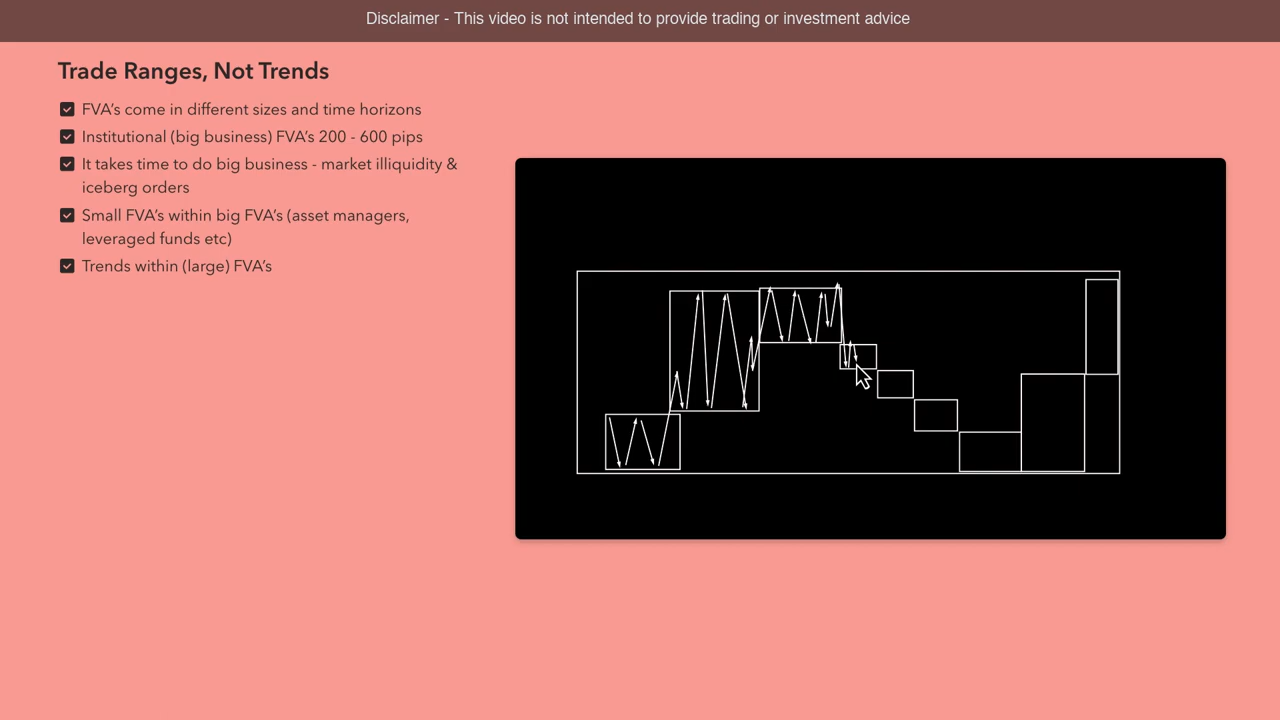 Disclaimer - This video is not intended to provide trading or investment advice
Trade Ranges, Not Trends
FVA’s come in different sizes and time horizons
Institutional (big business) FVA’s 200 - 600 pips
It takes time to do big business - market illiquidity &
iceberg orders
Small FVA’s within big FVA’s (asset managers,
leveraged funds etc)
Trends within (large) FVA’s